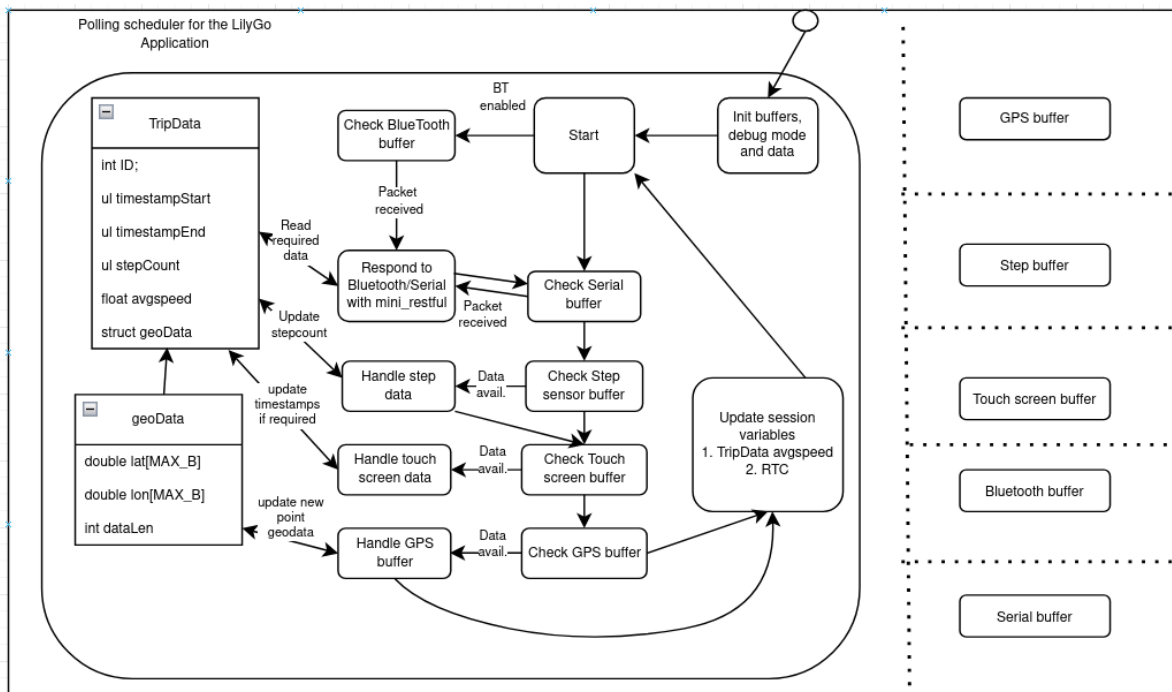 Polling scheduler for the LilyGo
Application
TripData
int ID;
ul timestampStart
ul timestampEnd
ul stepCount
float avgspeed
struct geoData
geoData
double lat[MAX_B]
double lon[MAX_B]
int dataLen
Read
required
data
Update
stepcount
update
timestamps
if required
update new
point
geodata
Check BlueTooth
buffer
BT
enabled
Start
Init buffers,
debug mode
and data
Packet
received
Respond to
Bluetooth/Serial
with mini_restful
Packet
received
Check Serial
buffer
Handle step
data
Data
avail.
Check Step
sensor buffer
Handle touch
screen data
Data
avail.
Check Touch
screen buffer
Handle GPS
buffer
Data
avail.
Check GPS buffer
Update session
variables
1. TripData avgspeed
2. RTC
GPS buffer
Step buffer
Touch screen buffer
Bluetooth buffer
Serial buffer